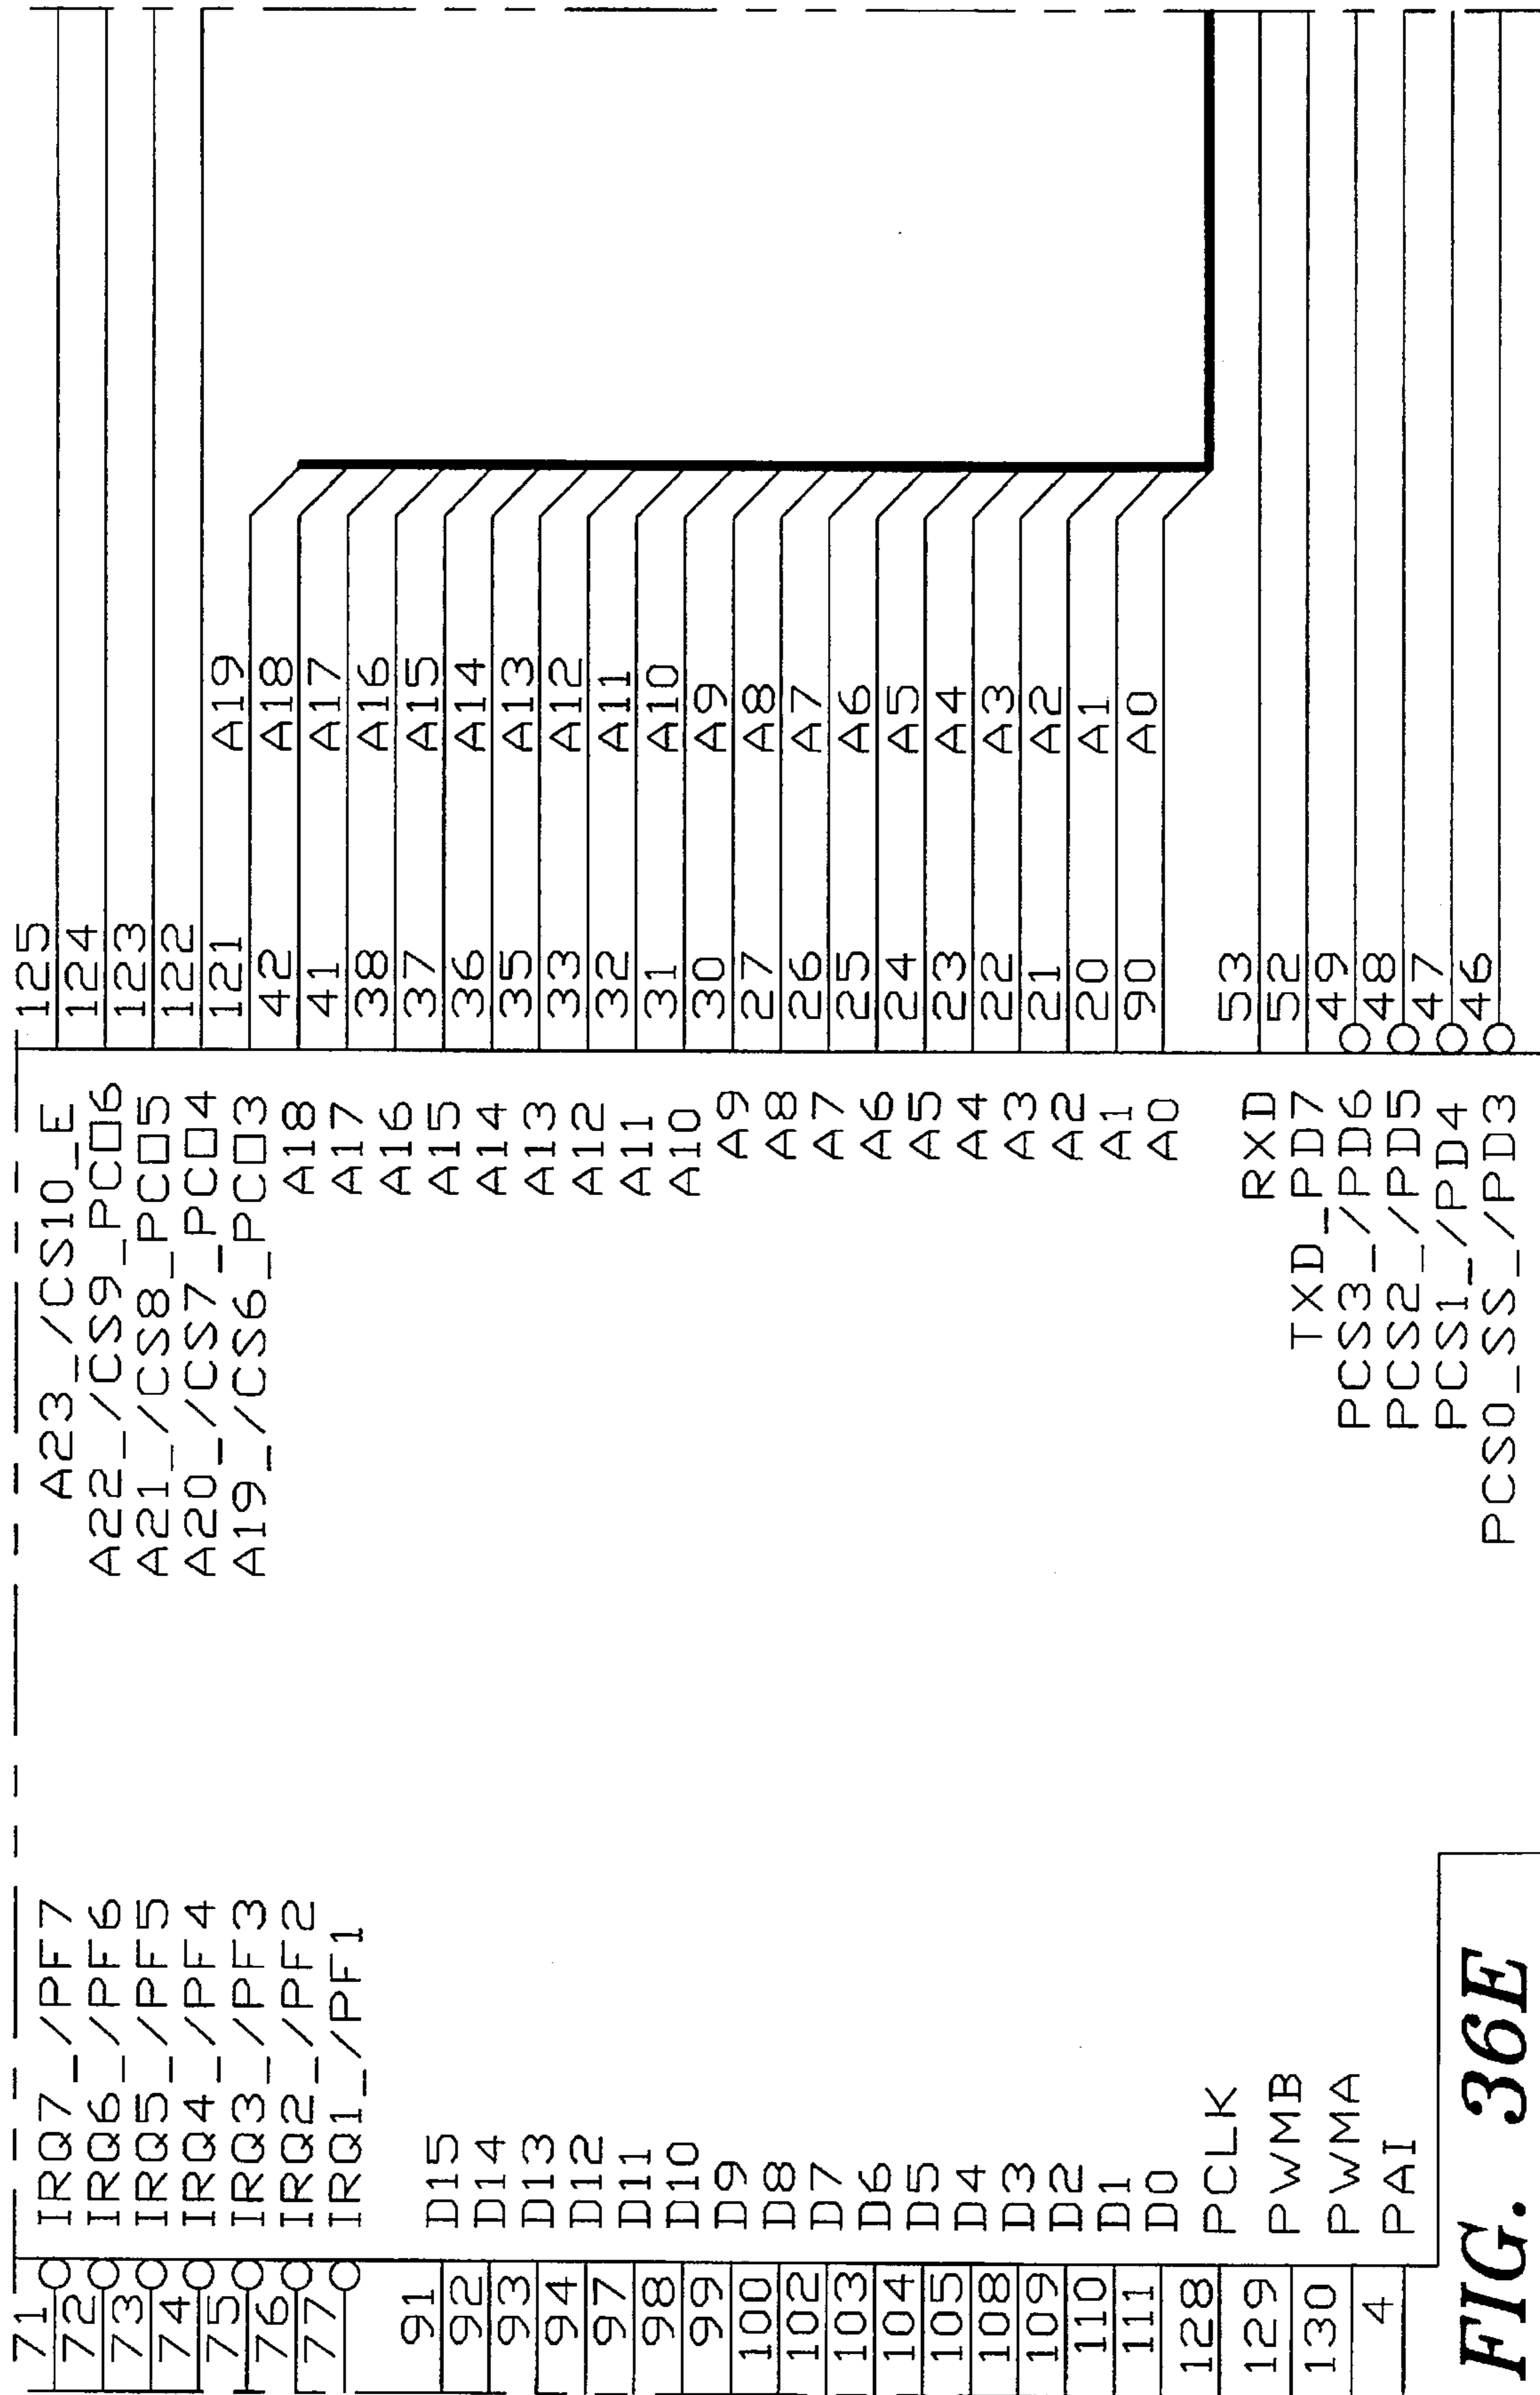 71 IRQ7_/PF7 A23_/CS10_E 125
72 IRQ6_/PF6 A22_/CS9_PCO6 124
73 IRQ5_/PF5 A21_/CS8_PCO5 123
74 IRQ4_/PF4 A20_/CS7_PCO4 122
75 IRQ3_/PF3 A19_/CS6_PCO3 121 A19
76 IRQ2_/PF2 A18 42 A18
77 IRQ1_/PF1 A17 41 A17
A16 38 A16
91 D15 A15 37 A15
92 D14 A14 36 A14
93 D13 A13 35 A13
94 D12 A12 33 A12
97 D11 A11 32 A11
98 D10 A10 31 A10
99 D9 A9 30 A9
100 D8 A8 27 A8
102 D7 A7 26 A7
103 D6 A6 25 A6
104 D5 A5 24 A5
105 D4 A4 23 A4
108 D3 A3 22 A3
109 D2 A2 21 A2
110 D1 A1 20 A1
111 D0 A0 90 A0
128 PCLK
RXD 53
129 PWMB TXD_PD7 52
130 PWMA PCS3_/PD6 49
4 PAI PCS2_/PD5 48
PCS1_/PD4 47
PCS0_SS_/PD3 46
FIG. 36E